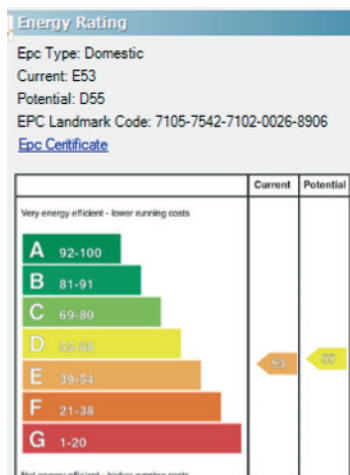 Energy Rating
Epc Type: Domestic
Current: E53
Potential: D55
EPC Landmark Code: 7105-7542-7102-0026-8906
Epc Certificate
Current Potential
Very energy efficient - lower running costs
A 92-100
B 81-91
C 69-80
D 55-68
E 39-54
53
55
F 21-38
G 1-20
Not energy efficient - higher running costs